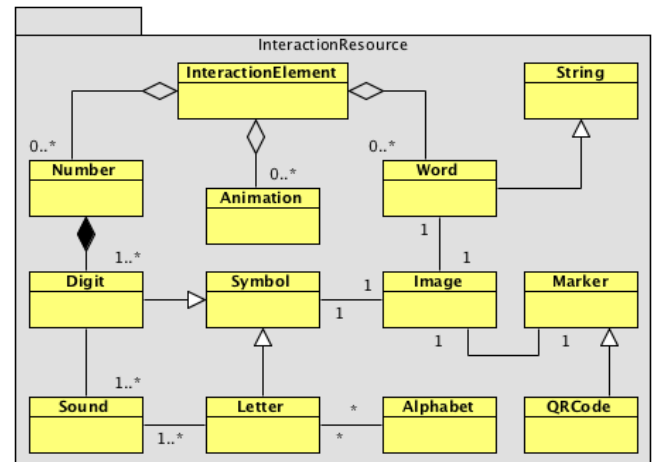 InteractionResource
InteractionElement
String
0..*
0..*
Number
0..*
Word
Animation
1
1..*
1
Digit
Symbol
1
Image
Marker
1
1
1
1..*
Sound
Letter
*
Alphabet
QRCode
1..*
*